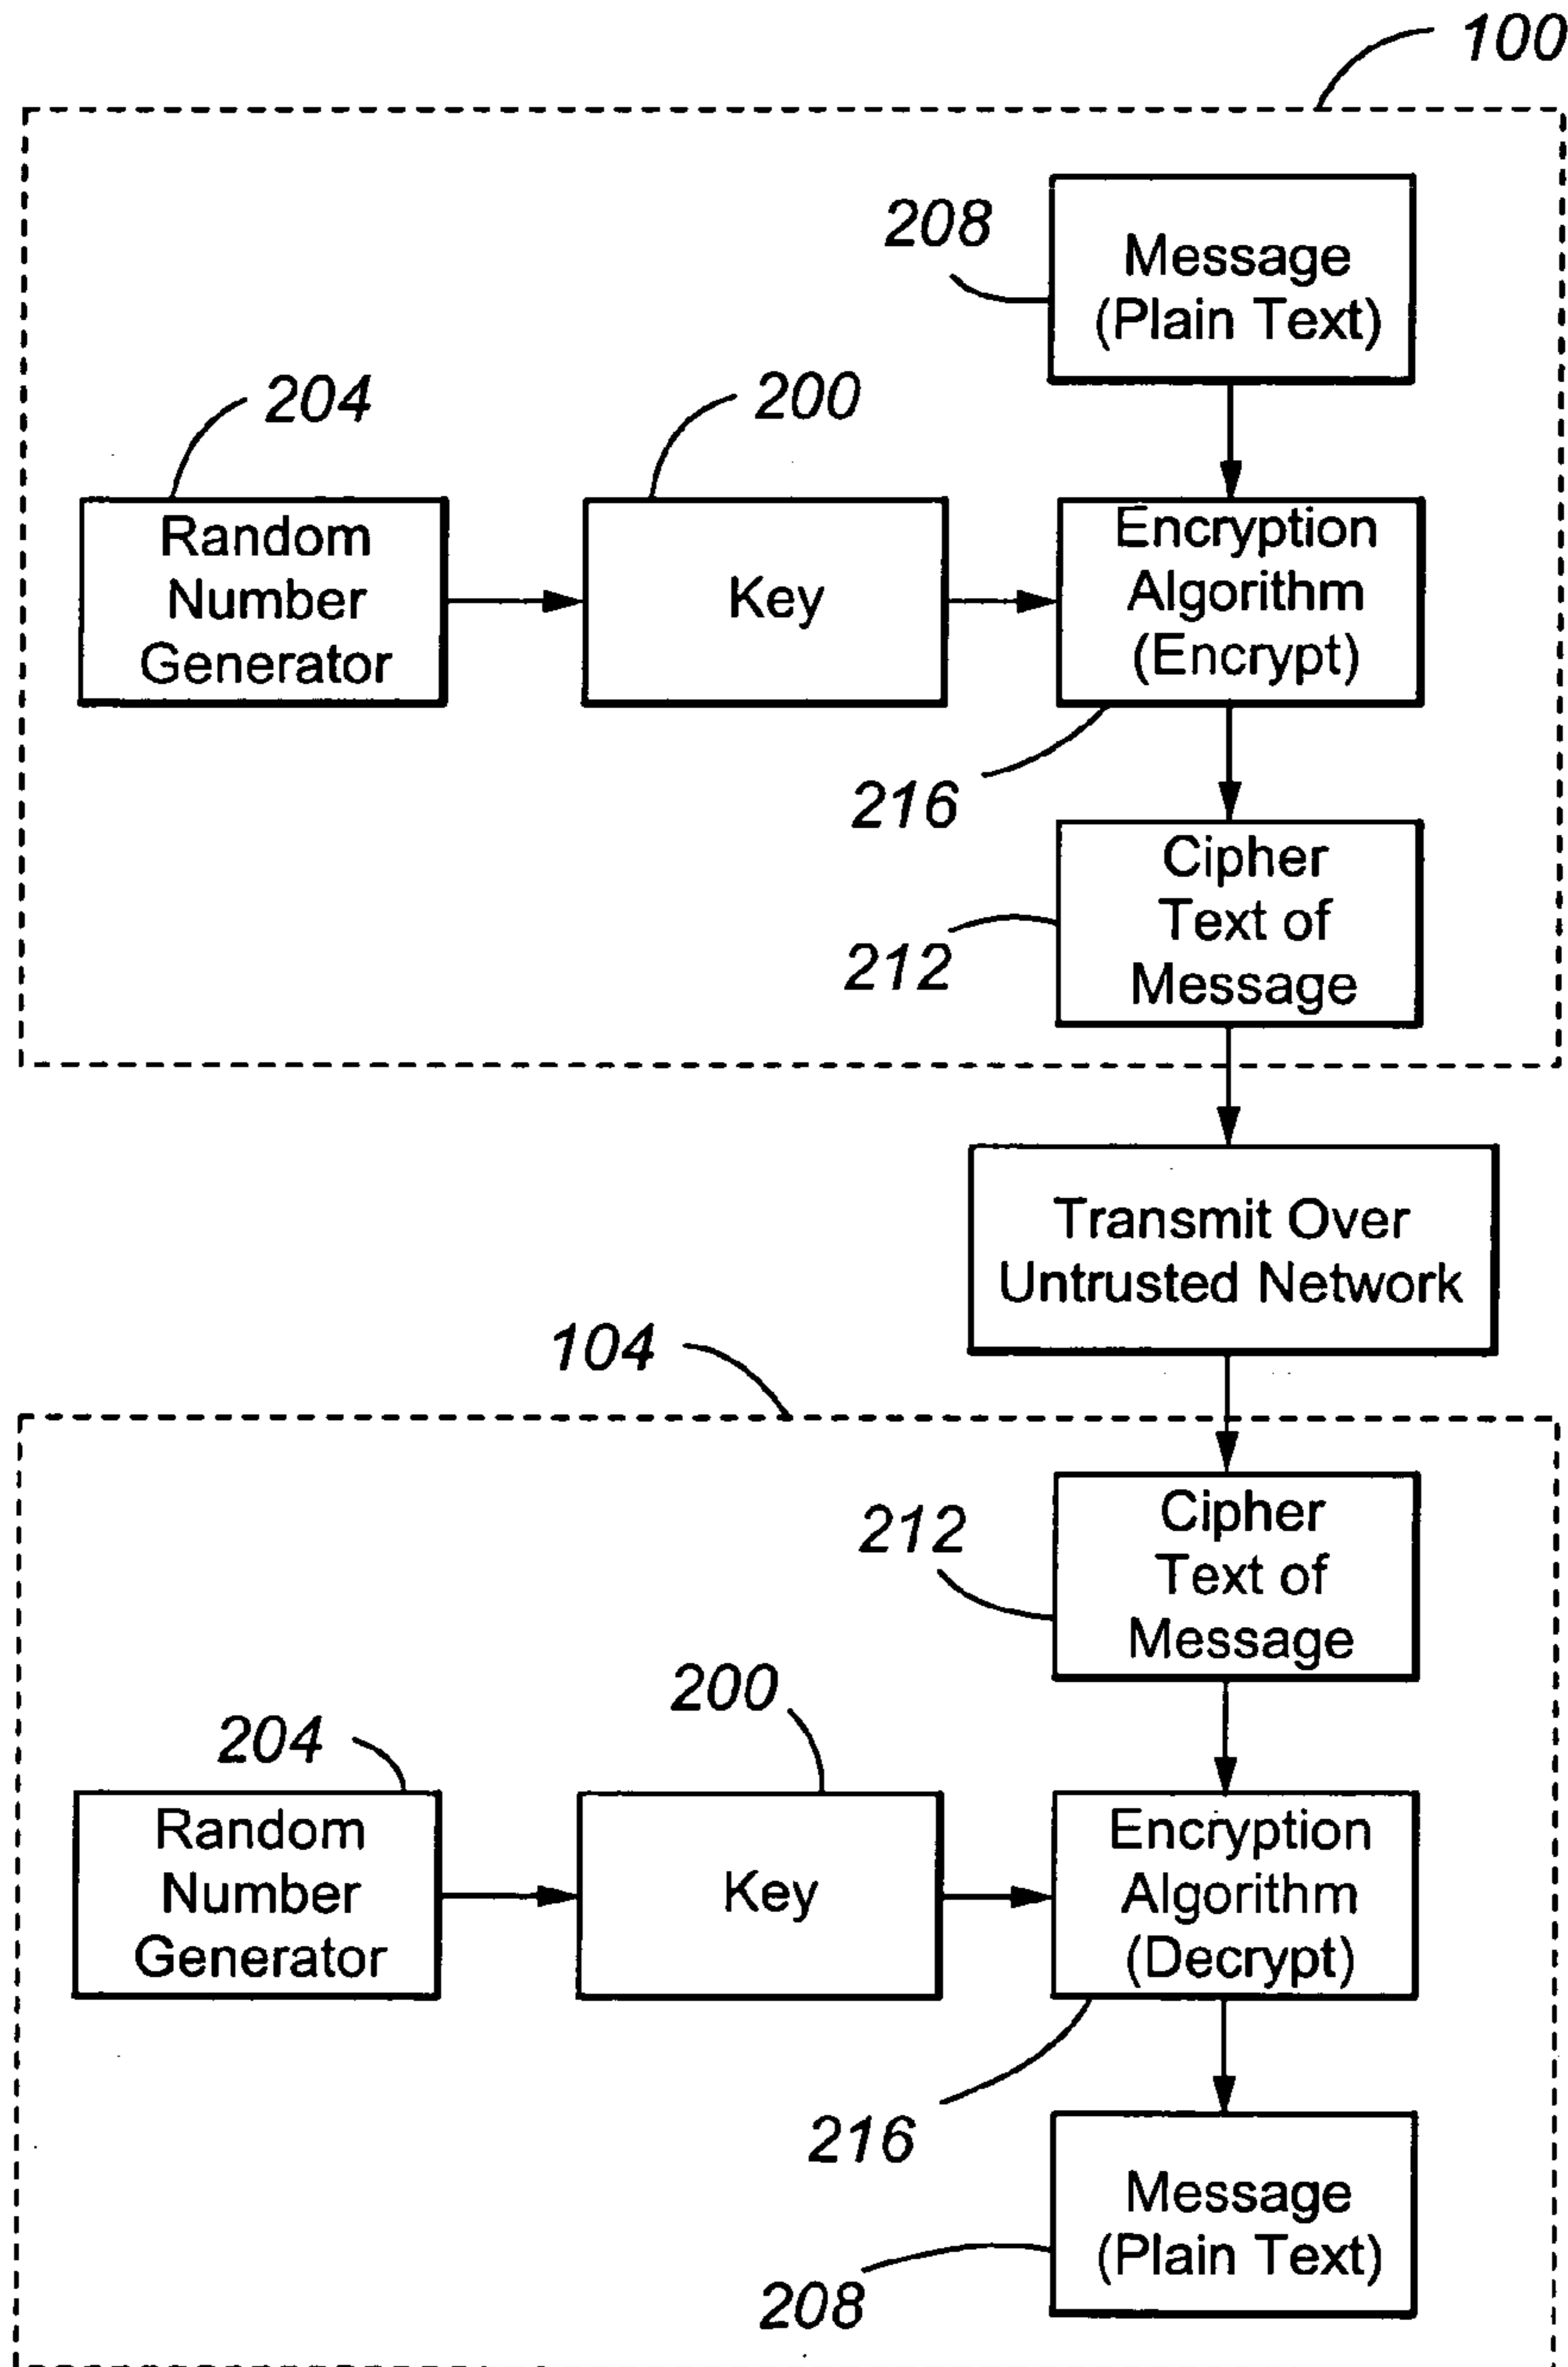 100
208
Message
(Plain Text)
204
200
Random
Number
Generator
Key
Encryption
Algorithm
(Encrypt)
216
Cipher
Text of
Message
212
Transmit Over
Untrusted Network
104
Cipher
Text of
Message
212
200
204
Random
Number
Generator
Key
Encryption
Algorithm
(Decrypt)
216
Message
(Plain Text)
208